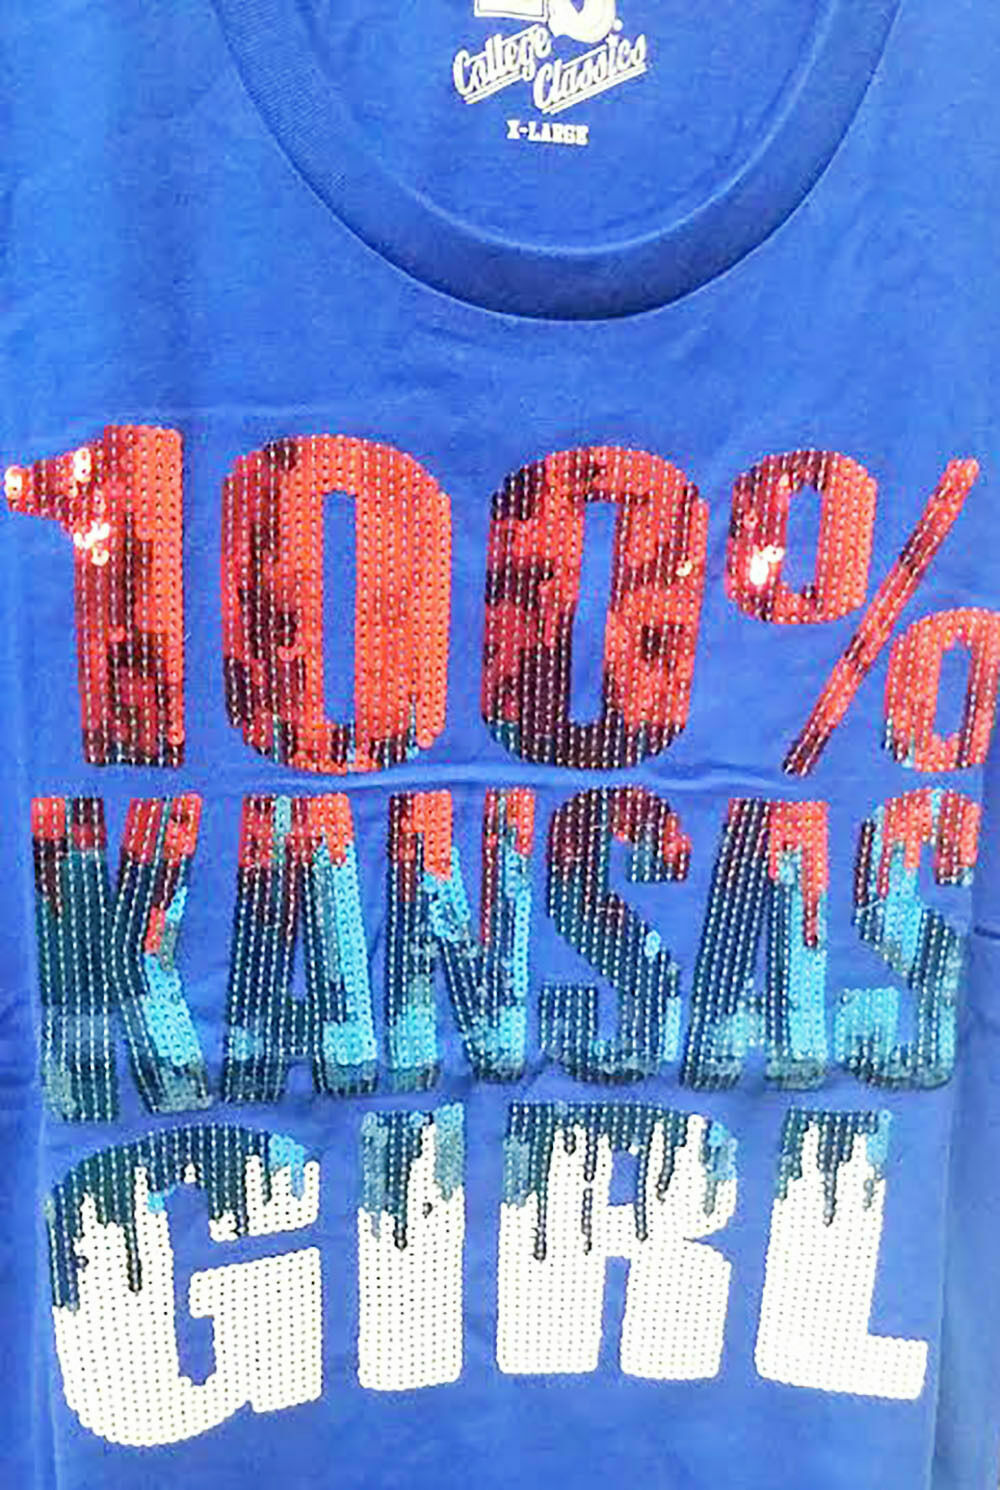 College
Classics
X-LARGE
100%
KANSAS
GIRL